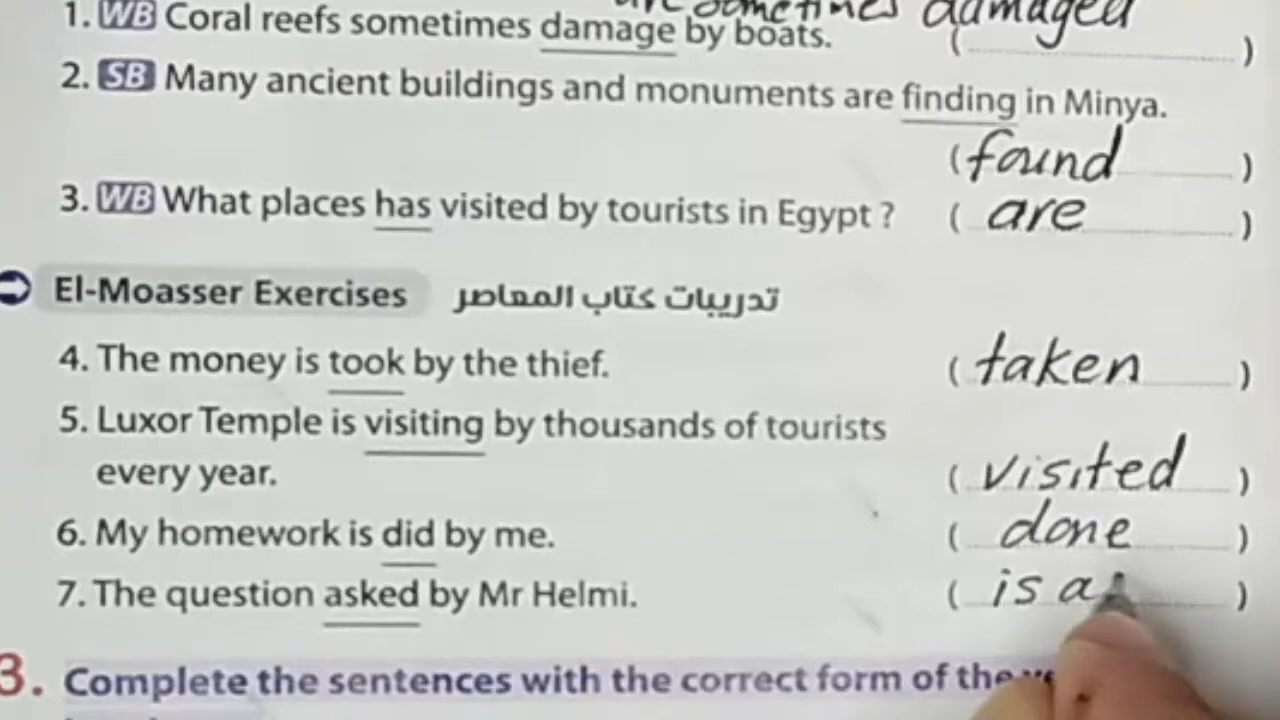 are sometimes damaged
1. WB Coral reefs sometimes damage by boats. (..............)
2. SB Many ancient buildings and monuments are finding in Minya.
(found)
3. WB What places has visited by tourists in Egypt ? (are)
El-Moasser Exercises تدريبات كتاب المعاصر
4. The money is took by the thief. (taken)
5. Luxor Temple is visiting by thousands of tourists
every year. (visited)
6. My homework is did by me. (done)
7. The question asked by Mr Helmi. (is a)
3. Complete the sentences with the correct form of the